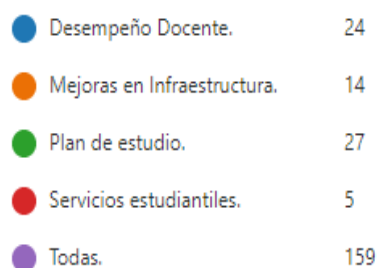 Desempeño Docente. 24
Mejoras en Infraestructura. 14
Plan de estudio. 27
Servicios estudiantiles. 5
Todas. 159